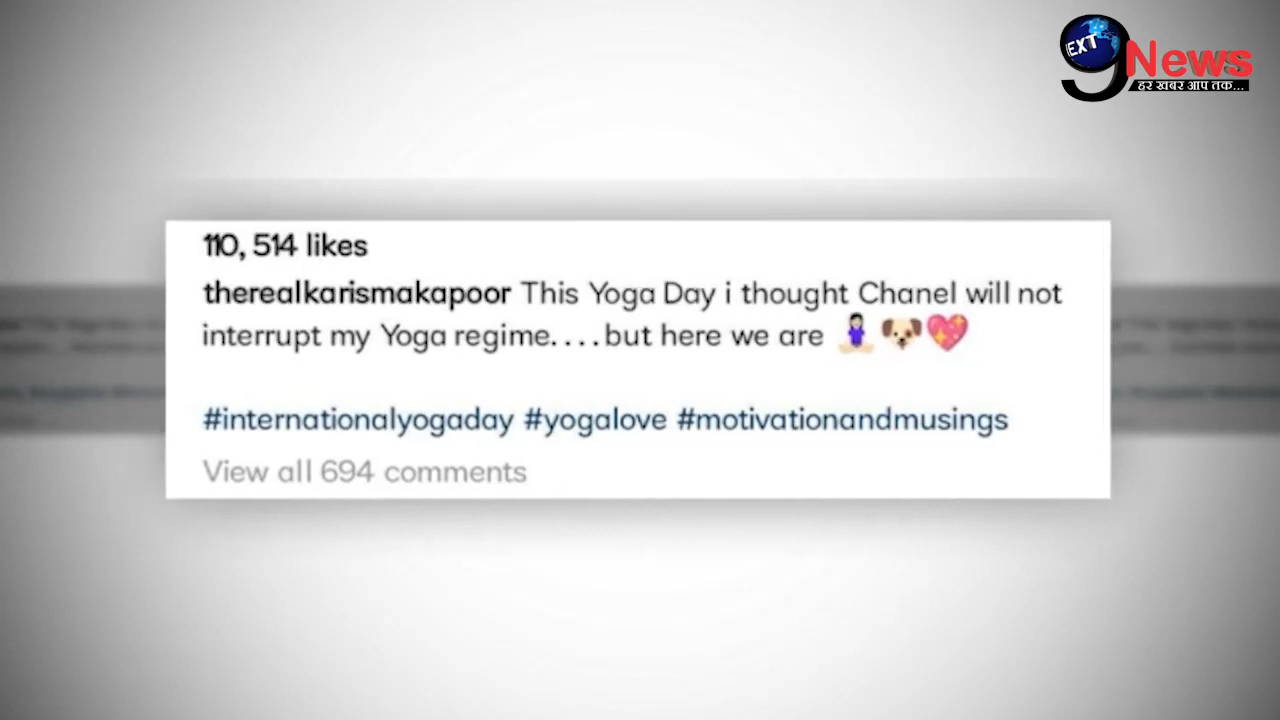 EXT
9 News
हर खबर आप तक...
110, 514 likes
therealkarismakapoor This Yoga Day i thought Chanel will not
interrupt my Yoga regime....but here we are 🧘🏻‍♀️🐶💖
#internationalyogaday #yogalove #motivationandmusings
View all 694 comments